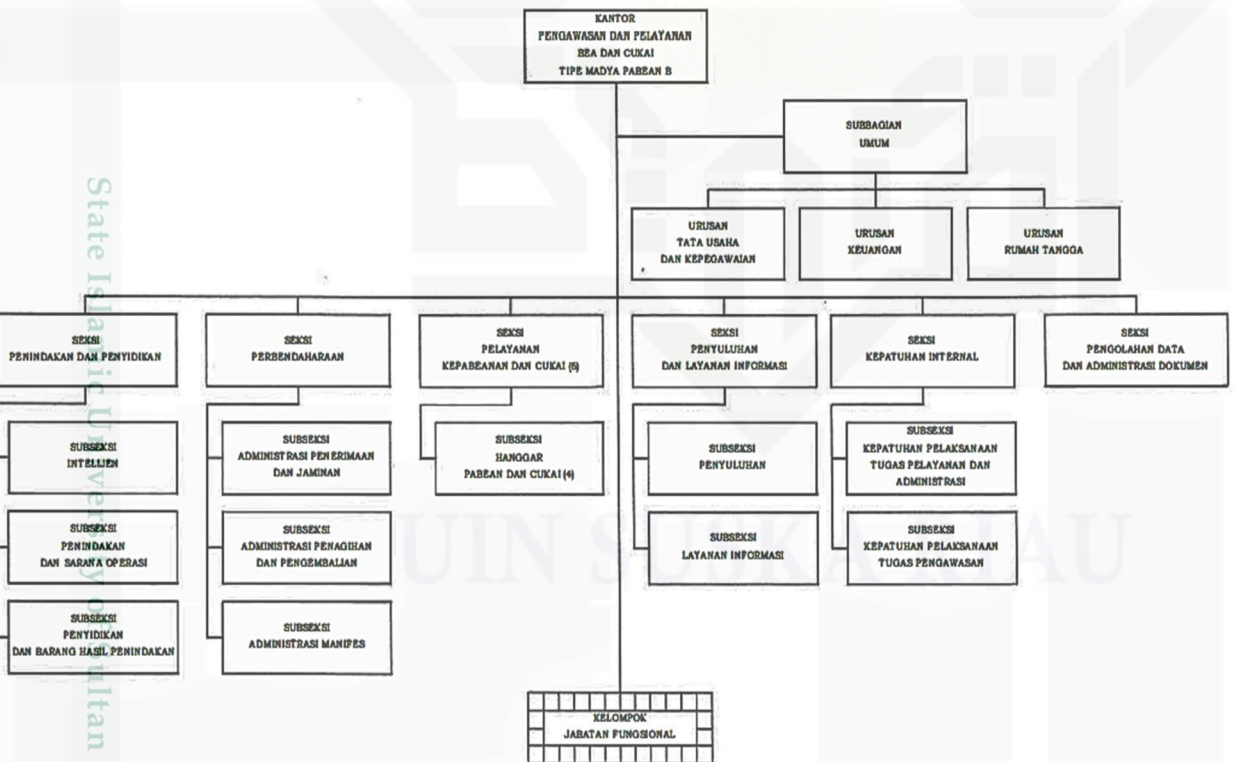 KANTOR
PENGAWASAN DAN PELAYANAN
BEA DAN CUKAI
TIPE MADYA PABEAN B
SUBBAGIAN
UMUM
URUSAN
TATA USAHA
DAN KEPEGAWAIAN
URUSAN
KEUANGAN
URUSAN
RUMAH TANGGA
SEKSI
PENINDAKAN DAN PENYIDIKAN
SEKSI
PERBENDAHARAAN
SEKSI
PELAYANAN
KEPABEANAN DAN CUKAI (5)
SEKSI
PENYULUHAN
DAN LAYANAN INFORMASI
SEKSI
KEPATUHAN INTERNAL
SEKSI
PENGOLAHAN DATA
DAN ADMINISTRASI DOKUMEN
SUBSEKSI
INTELIJEN
SUBSEKSI
ADMINISTRASI PENERIMAAN
DAN JAMINAN
SUBSEKSI
HANGGAR
PABEAN DAN CUKAI (4)
SUBSEKSI
PENYULUHAN
SUBSEKSI
KEPATUHAN PELAKSANAAN
TUGAS PELAYANAN DAN
ADMINISTRASI
SUBSEKSI
PENINDAKAN
DAN SARANA OPERASI
SUBSEKSI
ADMINISTRASI PENAGIHAN
DAN PENGEMBALIAN
SUBSEKSI
LAYANAN INFORMASI
SUBSEKSI
KEPATUHAN PELAKSANAAN
TUGAS PENGAWASAN
SUBSEKSI
PENYIDIKAN
DAN BARANG HASIL PENINDAKAN
SUBSEKSI
ADMINISTRASI MANIFES
KELOMPOK
JABATAN FUNGSIONAL
State Islamic University of Sultan
UIN SUSKA RIAU